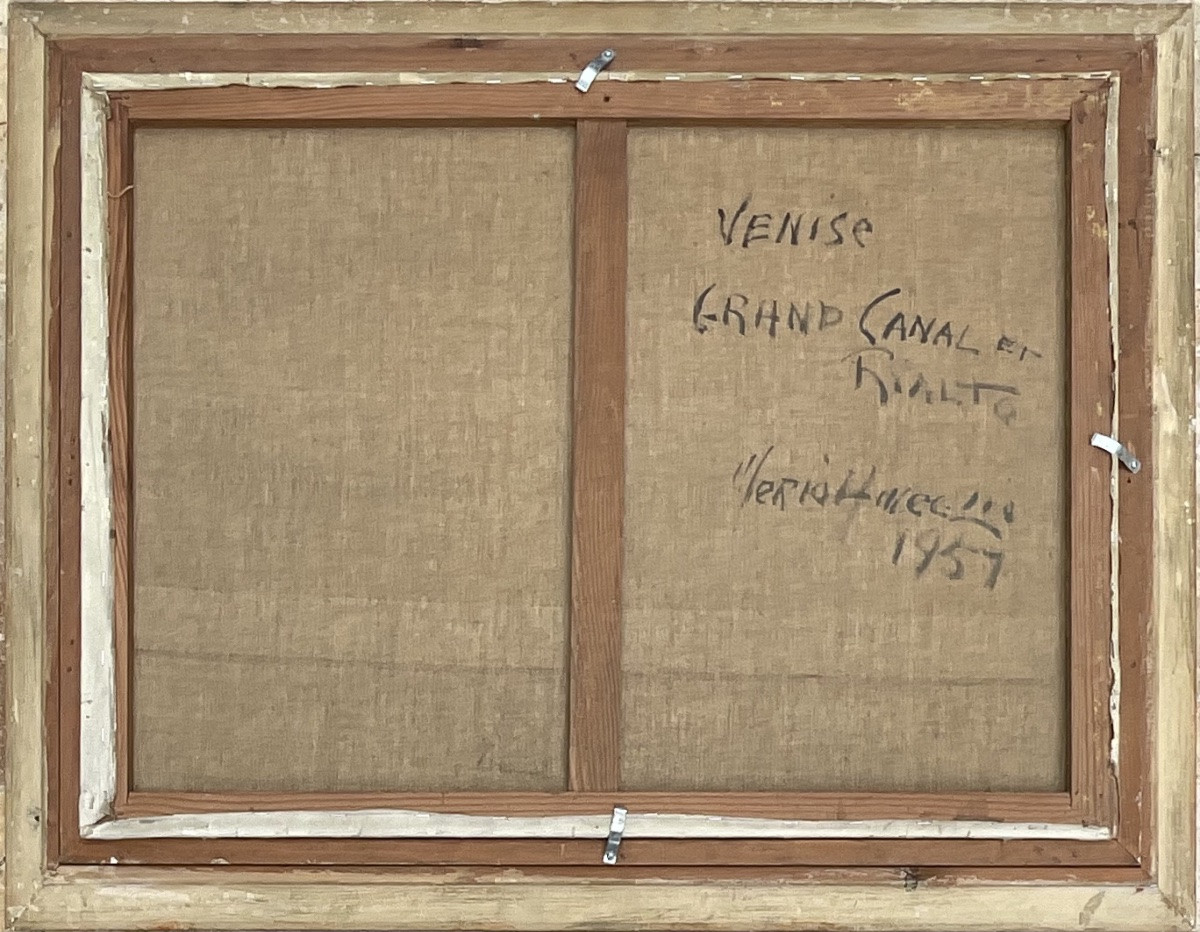 VENISe
GRAND CANAL ET
RIALTO
1957